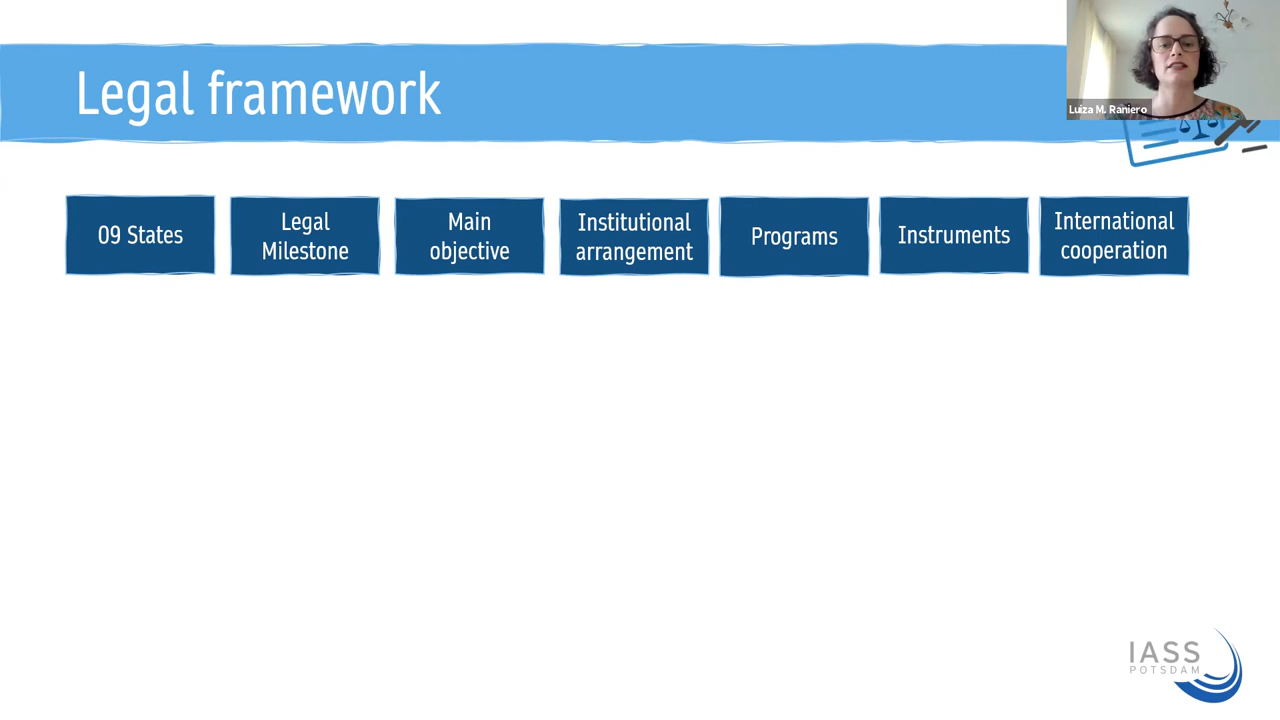 Legal framework
Luiza M. Raniero
09 States
Legal
Milestone
Main
objective
Institutional
arrangement
Programs
Instruments
International
cooperation
IASS
POTSDAM